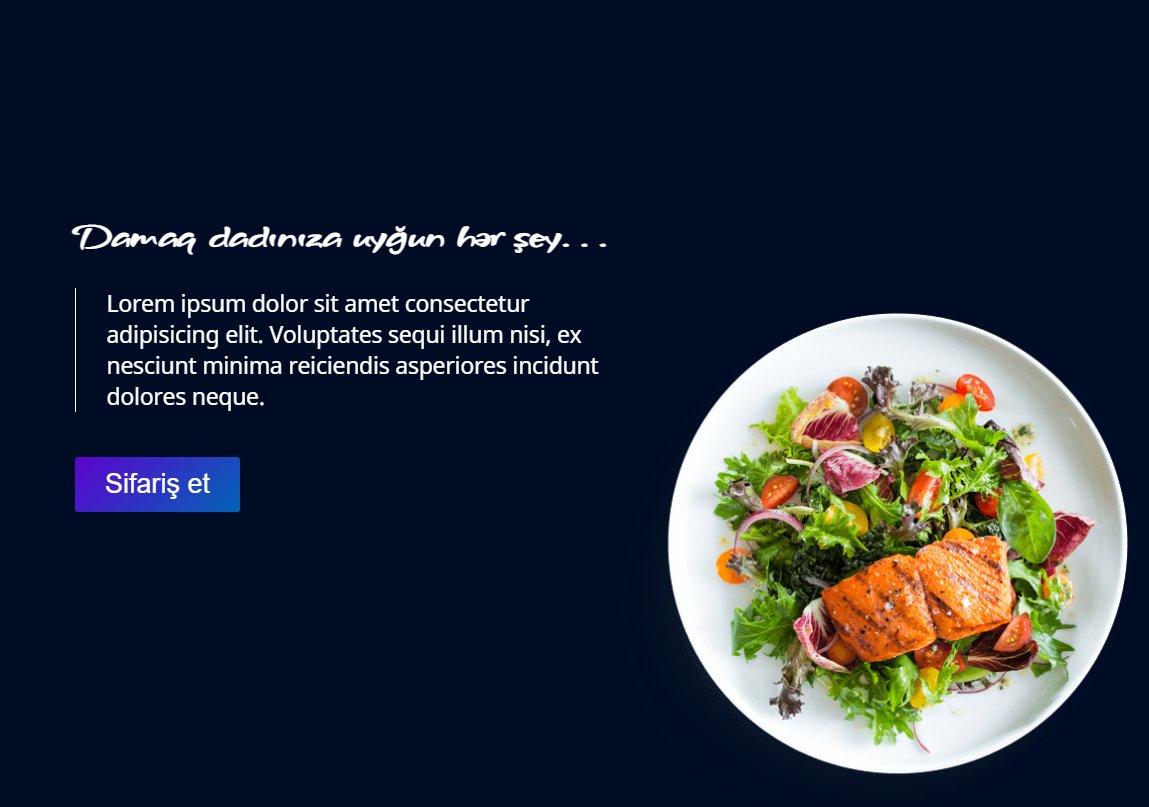 Damaq dadınıza uyğun hər şey. . .
Lorem ipsum dolor sit amet consectetur
adipisicing elit. Voluptates sequi illum nisi, ex
nesciunt minima reiciendis asperiores incidunt
dolores neque.
Sifariş et